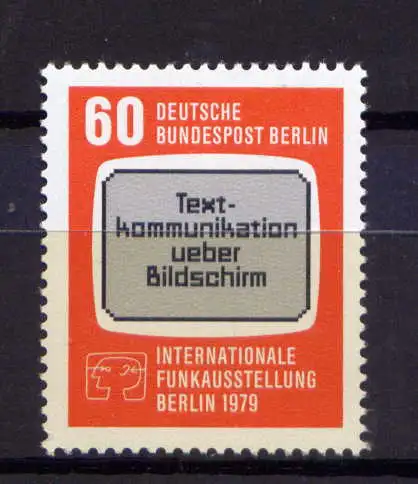 60 DEUTSCHE
BUNDESPOST BERLIN
Text-
kommunikation
ueber
Bildschirm
INTERNATIONALE
FUNKAUSSTELLUNG
BERLIN 1979